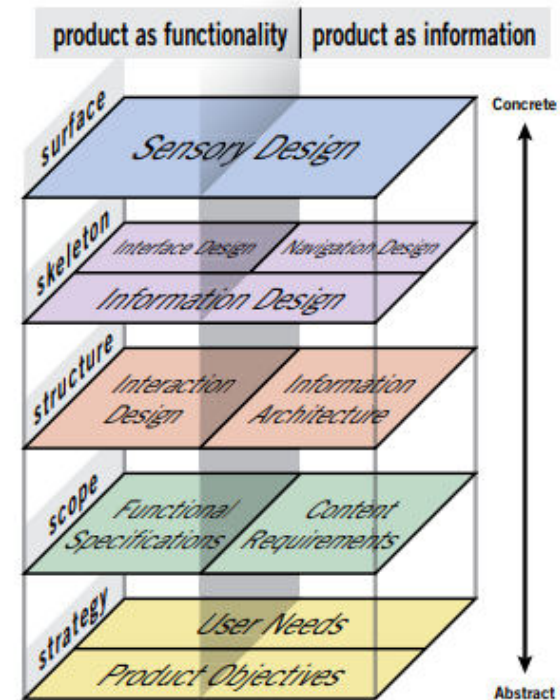 product as functionality product as information
Concrete
surface
Sensory Design
skeleton
Interface Design Navigation Design
Information Design
structure
Interaction Information
Design Architecture
scope
Functional Content
Specifications Requirements
strategy
User Needs
Product Objectives
Abstract